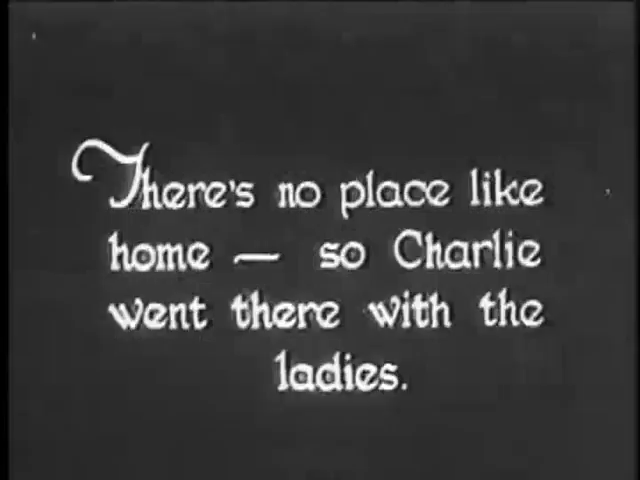 There's no place like
home — so Charlie
went there with the
ladies.